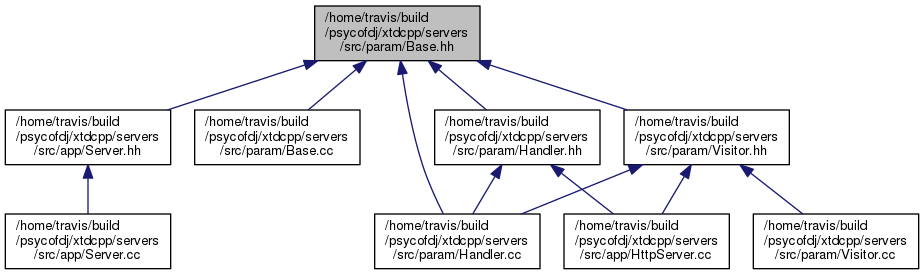 /home/travis/build
/psycofdj/xtdcpp/servers
/src/param/Base.hh
/home/travis/build
/psycofdj/xtdcpp/servers
/src/app/Server.hh
/home/travis/build
/psycofdj/xtdcpp/servers
/src/param/Base.cc
/home/travis/build
/psycofdj/xtdcpp/servers
/src/param/Handler.hh
/home/travis/build
/psycofdj/xtdcpp/servers
/src/param/Visitor.hh
/home/travis/build
/psycofdj/xtdcpp/servers
/src/app/Server.cc
/home/travis/build
/psycofdj/xtdcpp/servers
/src/param/Handler.cc
/home/travis/build
/psycofdj/xtdcpp/servers
/src/app/HttpServer.cc
/home/travis/build
/psycofdj/xtdcpp/servers
/src/param/Visitor.cc